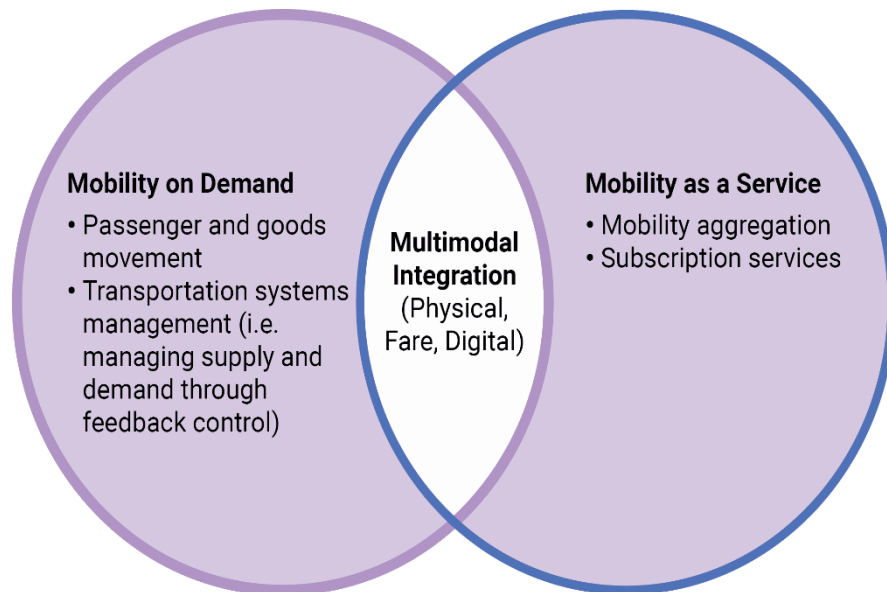 Mobility on Demand
• Passenger and goods
movement
• Transportation systems
management (i.e.
managing supply and
demand through
feedback control)
Multimodal
Integration
(Physical,
Fare, Digital)
Mobility as a Service
• Mobility aggregation
• Subscription services